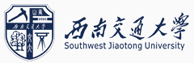 西南交通大学
Southwest Jiaotong University